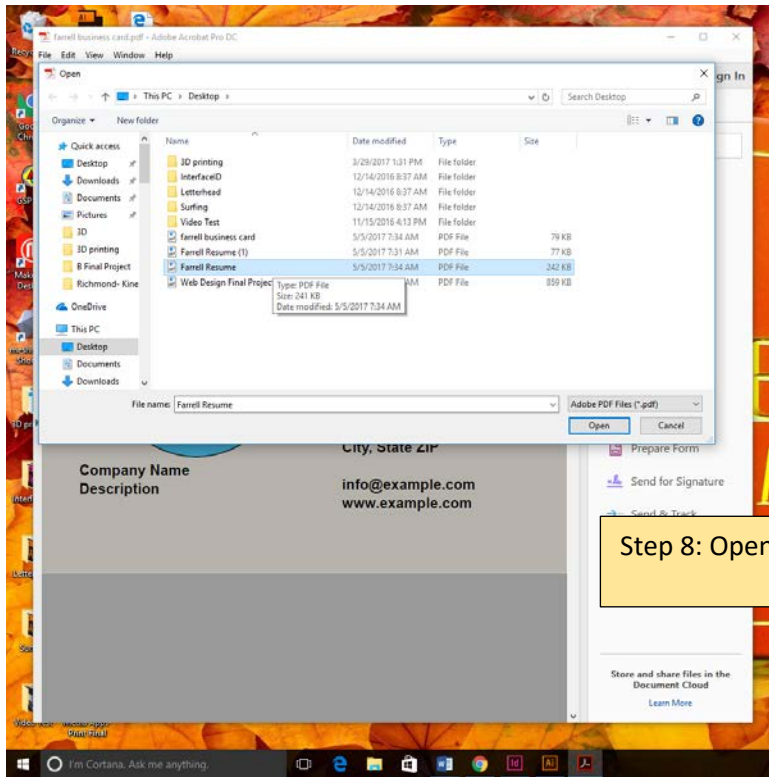 farrell business card.pdf - Adobe Acrobat Pro DC
File Edit View Window Help
Open
gn In
This PC > Desktop >
Search Desktop
Organize New folder
Name Date modified Type Size
Quick access
Desktop
Downloads
Documents
Pictures
3D
3D printing
B Final Project
Richmond- Kine
OneDrive
This PC
Desktop
Documents
Downloads
3D printing 3/29/2017 1:31 PM File folder
InterfaceID 12/14/2016 8:37 AM File folder
Letterhead 12/14/2016 8:37 AM File folder
Surfing 12/14/2016 8:37 AM File folder
Video Test 11/15/2016 4:13 PM File folder
farrell business card 5/5/2017 7:34 AM PDF File 79 KB
Farrell Resume (1) 5/5/2017 7:31 AM PDF File 77 KB
Farrell Resume 5/5/2017 7:34 AM PDF File 242 KB
Web Design Final Projec AM PDF File 859 KB
Type: PDF File
Size: 241 KB
Date modified: 5/5/2017 7:34 AM
File name: Farrell Resume Adobe PDF Files (*.pdf)
Open Cancel
City, State ZIP
Company Name
Description
info@example.com
www.example.com
Prepare Form
Send for Signature
Send & Track
Step 8: Open
Store and share files in the
Document Cloud
Learn More
Print Final
I'm Cortana. Ask me anything.
Id Ai